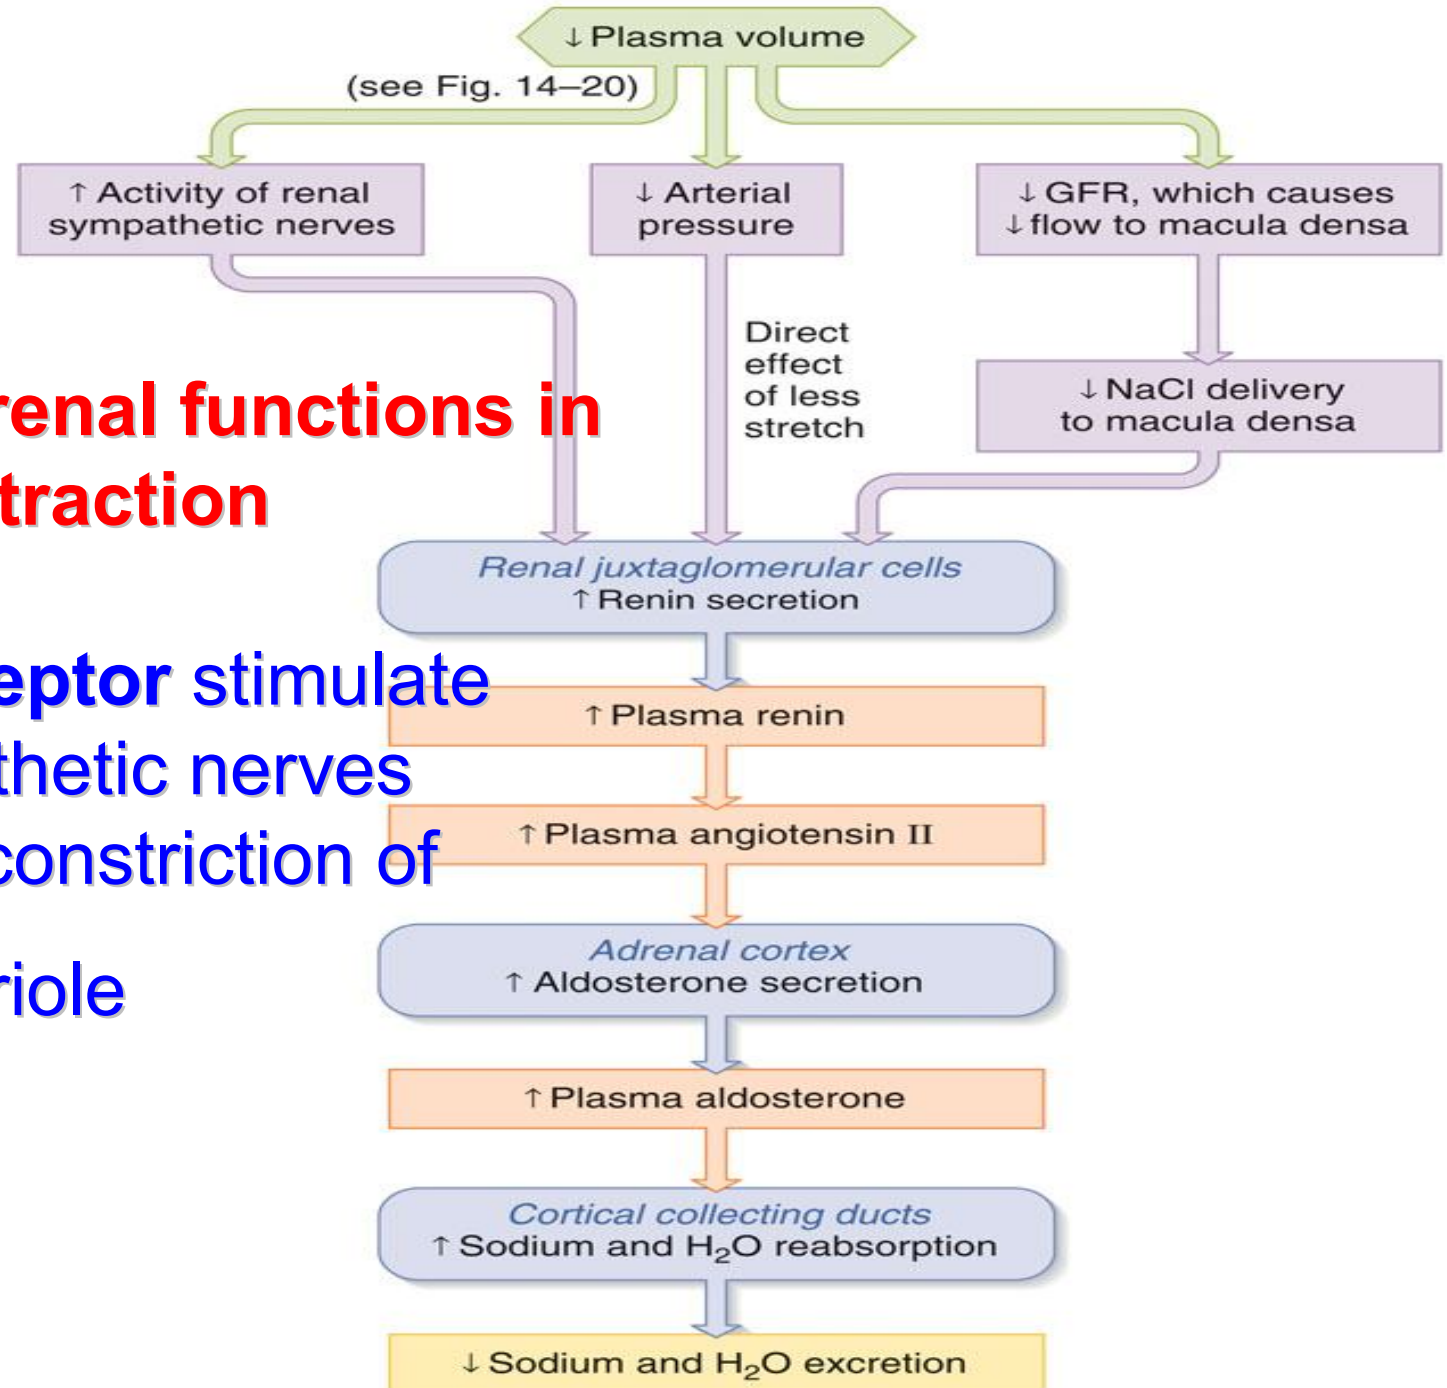 ↓ Plasma volume
(see Fig. 14–20)
↑ Activity of renal
sympathetic nerves
↓ Arterial
pressure
↓ GFR, which causes
↓ flow to macula densa
Direct
effect
of less
stretch
↓ NaCl delivery
to macula densa
renal functions in
traction
Renal juxtaglomerular cells
↑ Renin secretion
eptor stimulate
thetic nerves
constriction of
riole
↑ Plasma renin
↑ Plasma angiotensin II
Adrenal cortex
↑ Aldosterone secretion
↑ Plasma aldosterone
Cortical collecting ducts
↑ Sodium and H₂O reabsorption
↓ Sodium and H₂O excretion